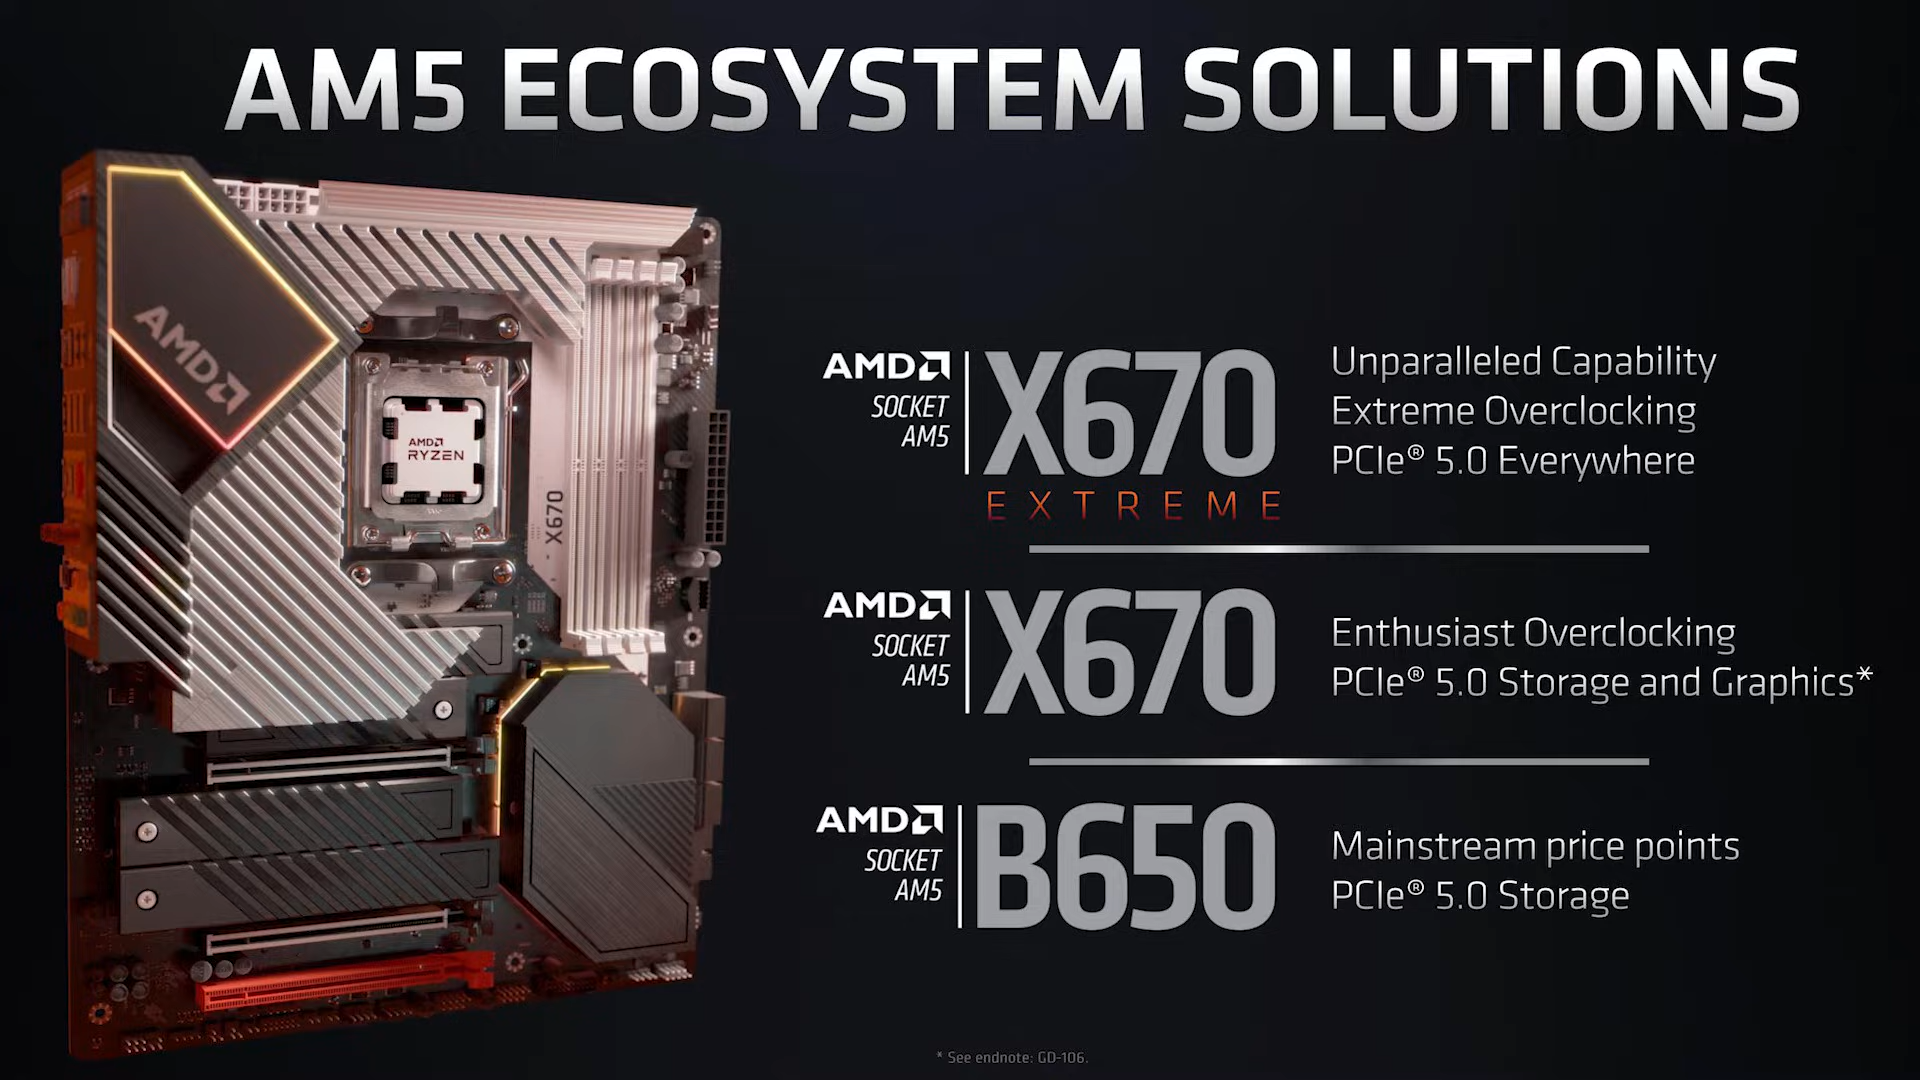 AM5 ECOSYSTEM SOLUTIONS
AMD
AMD
RYZEN
X670
AMD
SOCKET
AM5
X670
EXTREME
Unparalleled Capability
Extreme Overclocking
PCIe® 5.0 Everywhere
AMD
SOCKET
AM5
X670
Enthusiast Overclocking
PCIe® 5.0 Storage and Graphics*
AMD
SOCKET
AM5
B650
Mainstream price points
PCIe® 5.0 Storage
* See endnote: GD-106.